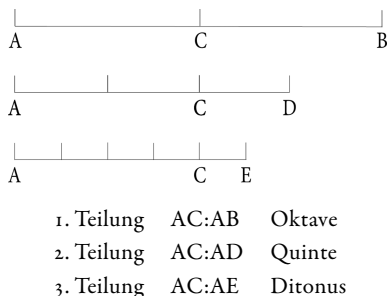 A C B
A C D
A C E
1. Teilung AC:AB Oktave
2. Teilung AC:AD Quinte
3. Teilung AC:AE Ditonus